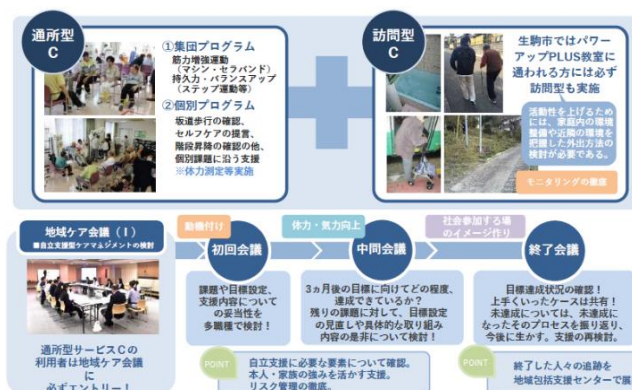 通所型
C
①集団プログラム
筋力増強運動
(マシン・セラバンド)
持久力・バランスアップ
(ステップ運動等)
②個別プログラム
坂道歩行の確認、
セルフケアの提言、
階段昇降の確認の他、
個別課題に沿う支援
※体力測定等実施
訪問型
C
生駒市ではパワー
アップPLUS教室に
通われる方には必ず
訪問型も実施
活動性を上げるため
には、家庭内の環境
整備や近隣の環境を
把握した外出方法の
検討が必要である。
モニタリングの徹底
地域ケア会議(Ⅰ)
■自立支援型ケアマネジメントの検討
通所型サービスCの
利用者は地域ケア会議
に
必ずエントリー!
動機付け
初回会議
課題や目標設定、
支援内容について
の妥当性を
多職種で検討!
体力・気力向上
中間会議
3ヵ月後の目標に向けてどの程度、
達成できているか?
残りの課題に対して、目標設定
の見直しや具体的な取り組み
内容の是非について検討!
社会参加する場
のイメージ作り
終了会議
目標達成状況の確認!
上手くいったケースは共有!
未達成については、未達成に
なったそのプロセスを振り返り、
今後に生かす。支援の再検討。
POINT
自立支援に必要な要素について確認。
本人・家族の強みを活かす支援。
リスク管理の徹底。
POINT
終了した人々の追跡を
地域包括支援センターで展